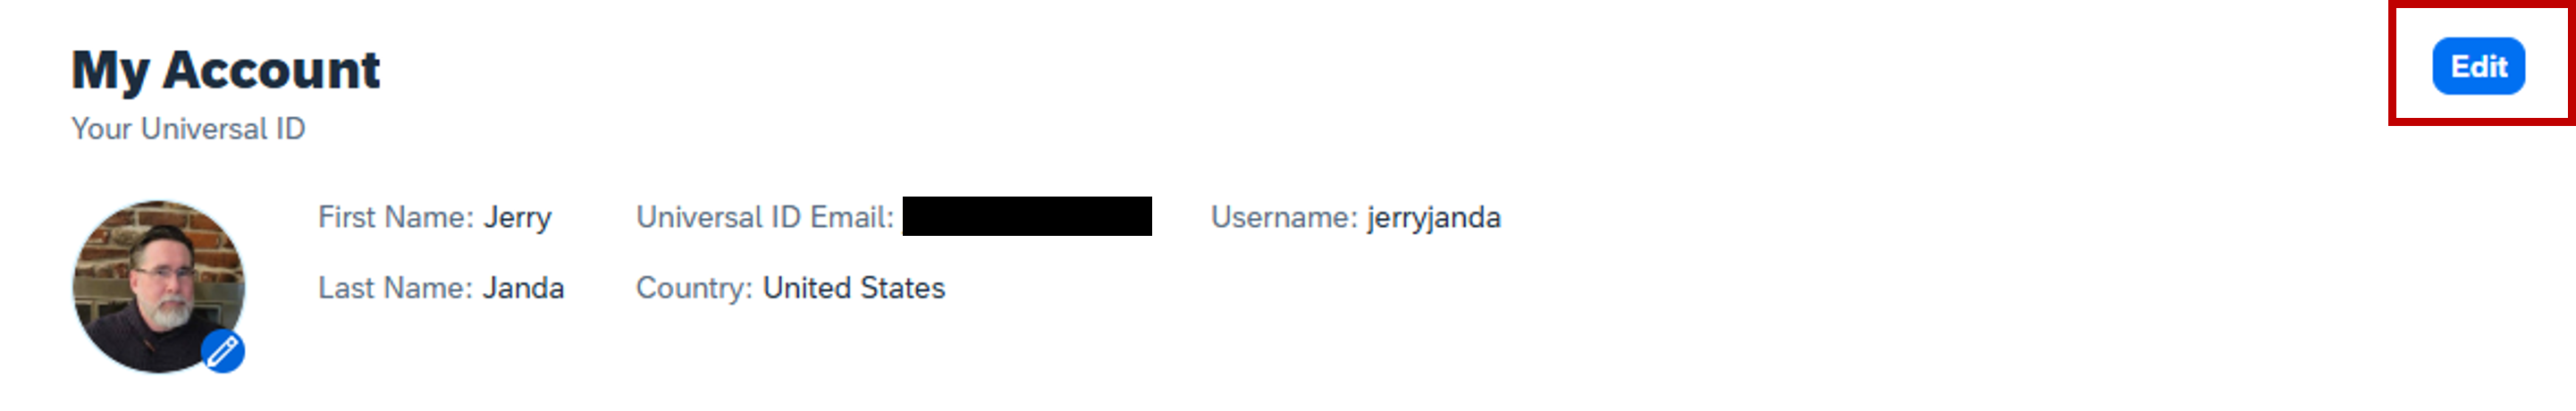 My Account
Edit
Your Universal ID
First Name: Jerry
Universal ID Email:
Username: jerryjanda
Last Name: Janda
Country: United States